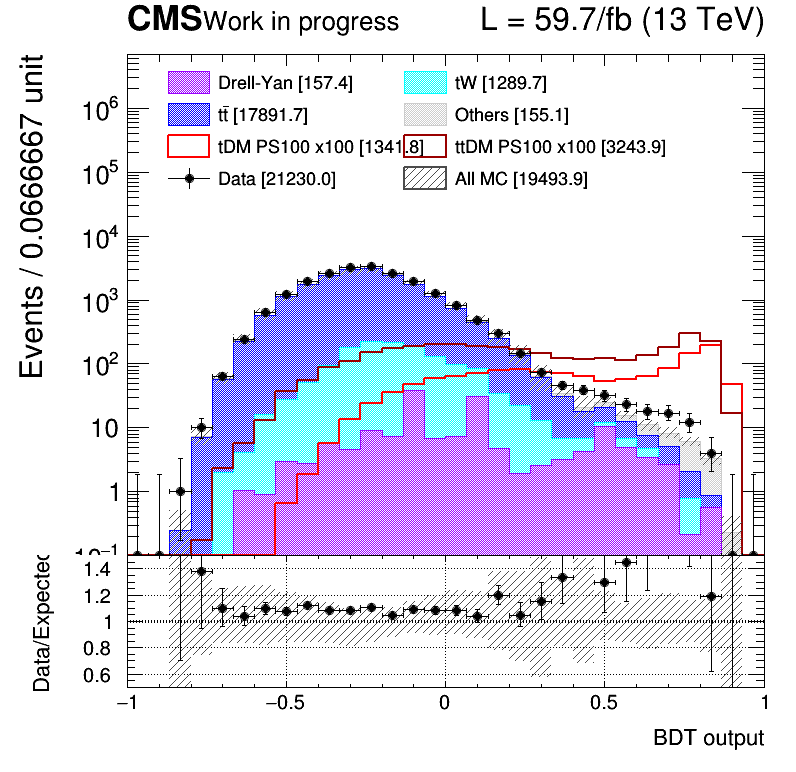 CMS Work in progress L = 59.7/fb (13 TeV)
Events / 0.0666667 unit
Drell-Yan [157.4] tW [1289.7]
tt̄ [17891.7] Others [155.1]
tDM PS100 x100 [1341.8] ttDM PS100 x100 [3243.9]
Data [21230.0] All MC [19493.9]
10⁶
10⁵
10⁴
10³
10²
10
1
10⁻¹
Data/Expected
1.4
1.2
1
0.8
0.6
−1 −0.5 0 0.5 1
BDT output